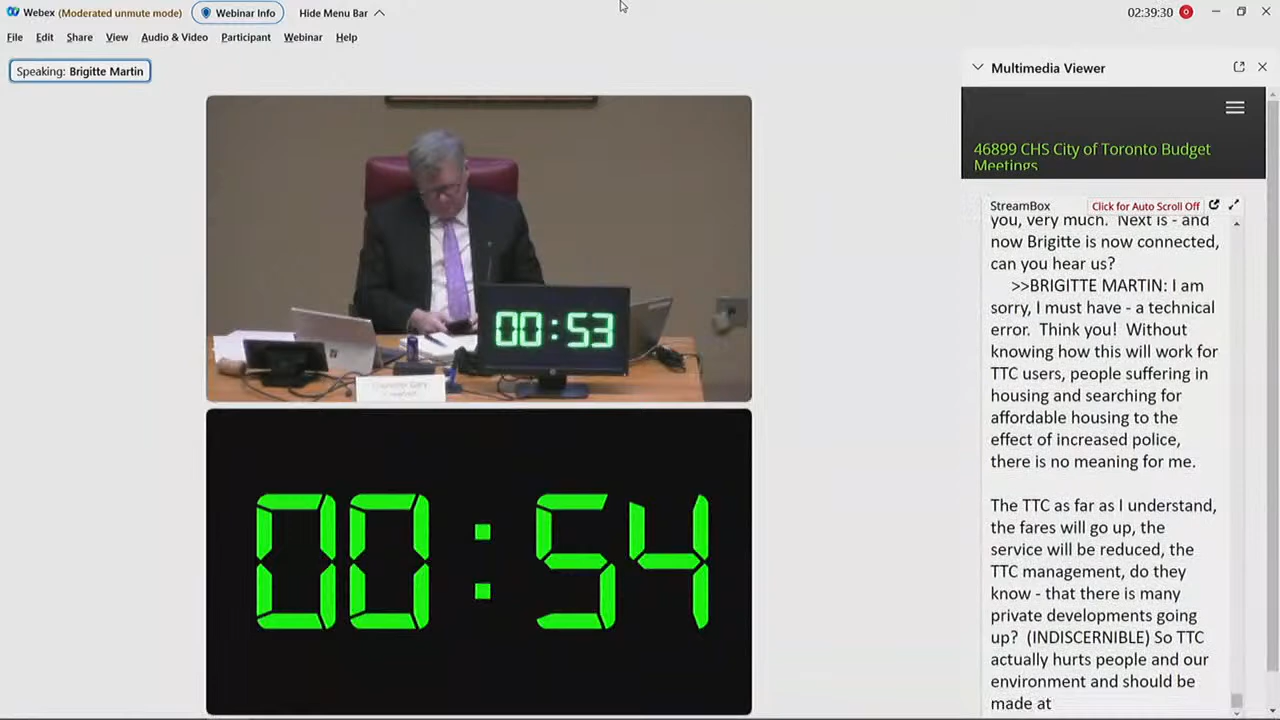 Webex (Moderated unmute mode) Webinar Info Hide Menu Bar
02:39:30
File Edit Share View Audio & Video Participant Webinar Help
Speaking: Brigitte Martin
00:53
00:54
Multimedia Viewer
46899 CHS City of Toronto Budget
Meetings
StreamBox Click for Auto Scroll Off
you, very much. Next is - and
now Brigitte is now connected,
can you hear us?
>>BRIGITTE MARTIN: I am
sorry, I must have - a technical
error. Think you! Without
knowing how this will work for
TTC users, people suffering in
housing and searching for
affordable housing to the
effect of increased police,
there is no meaning for me.
The TTC as far as I understand,
the fares will go up, the
service will be reduced, the
TTC management, do they
know - that there is many
private developments going
up? (INDISCERNIBLE) So TTC
actually hurts people and our
environment and should be
made at